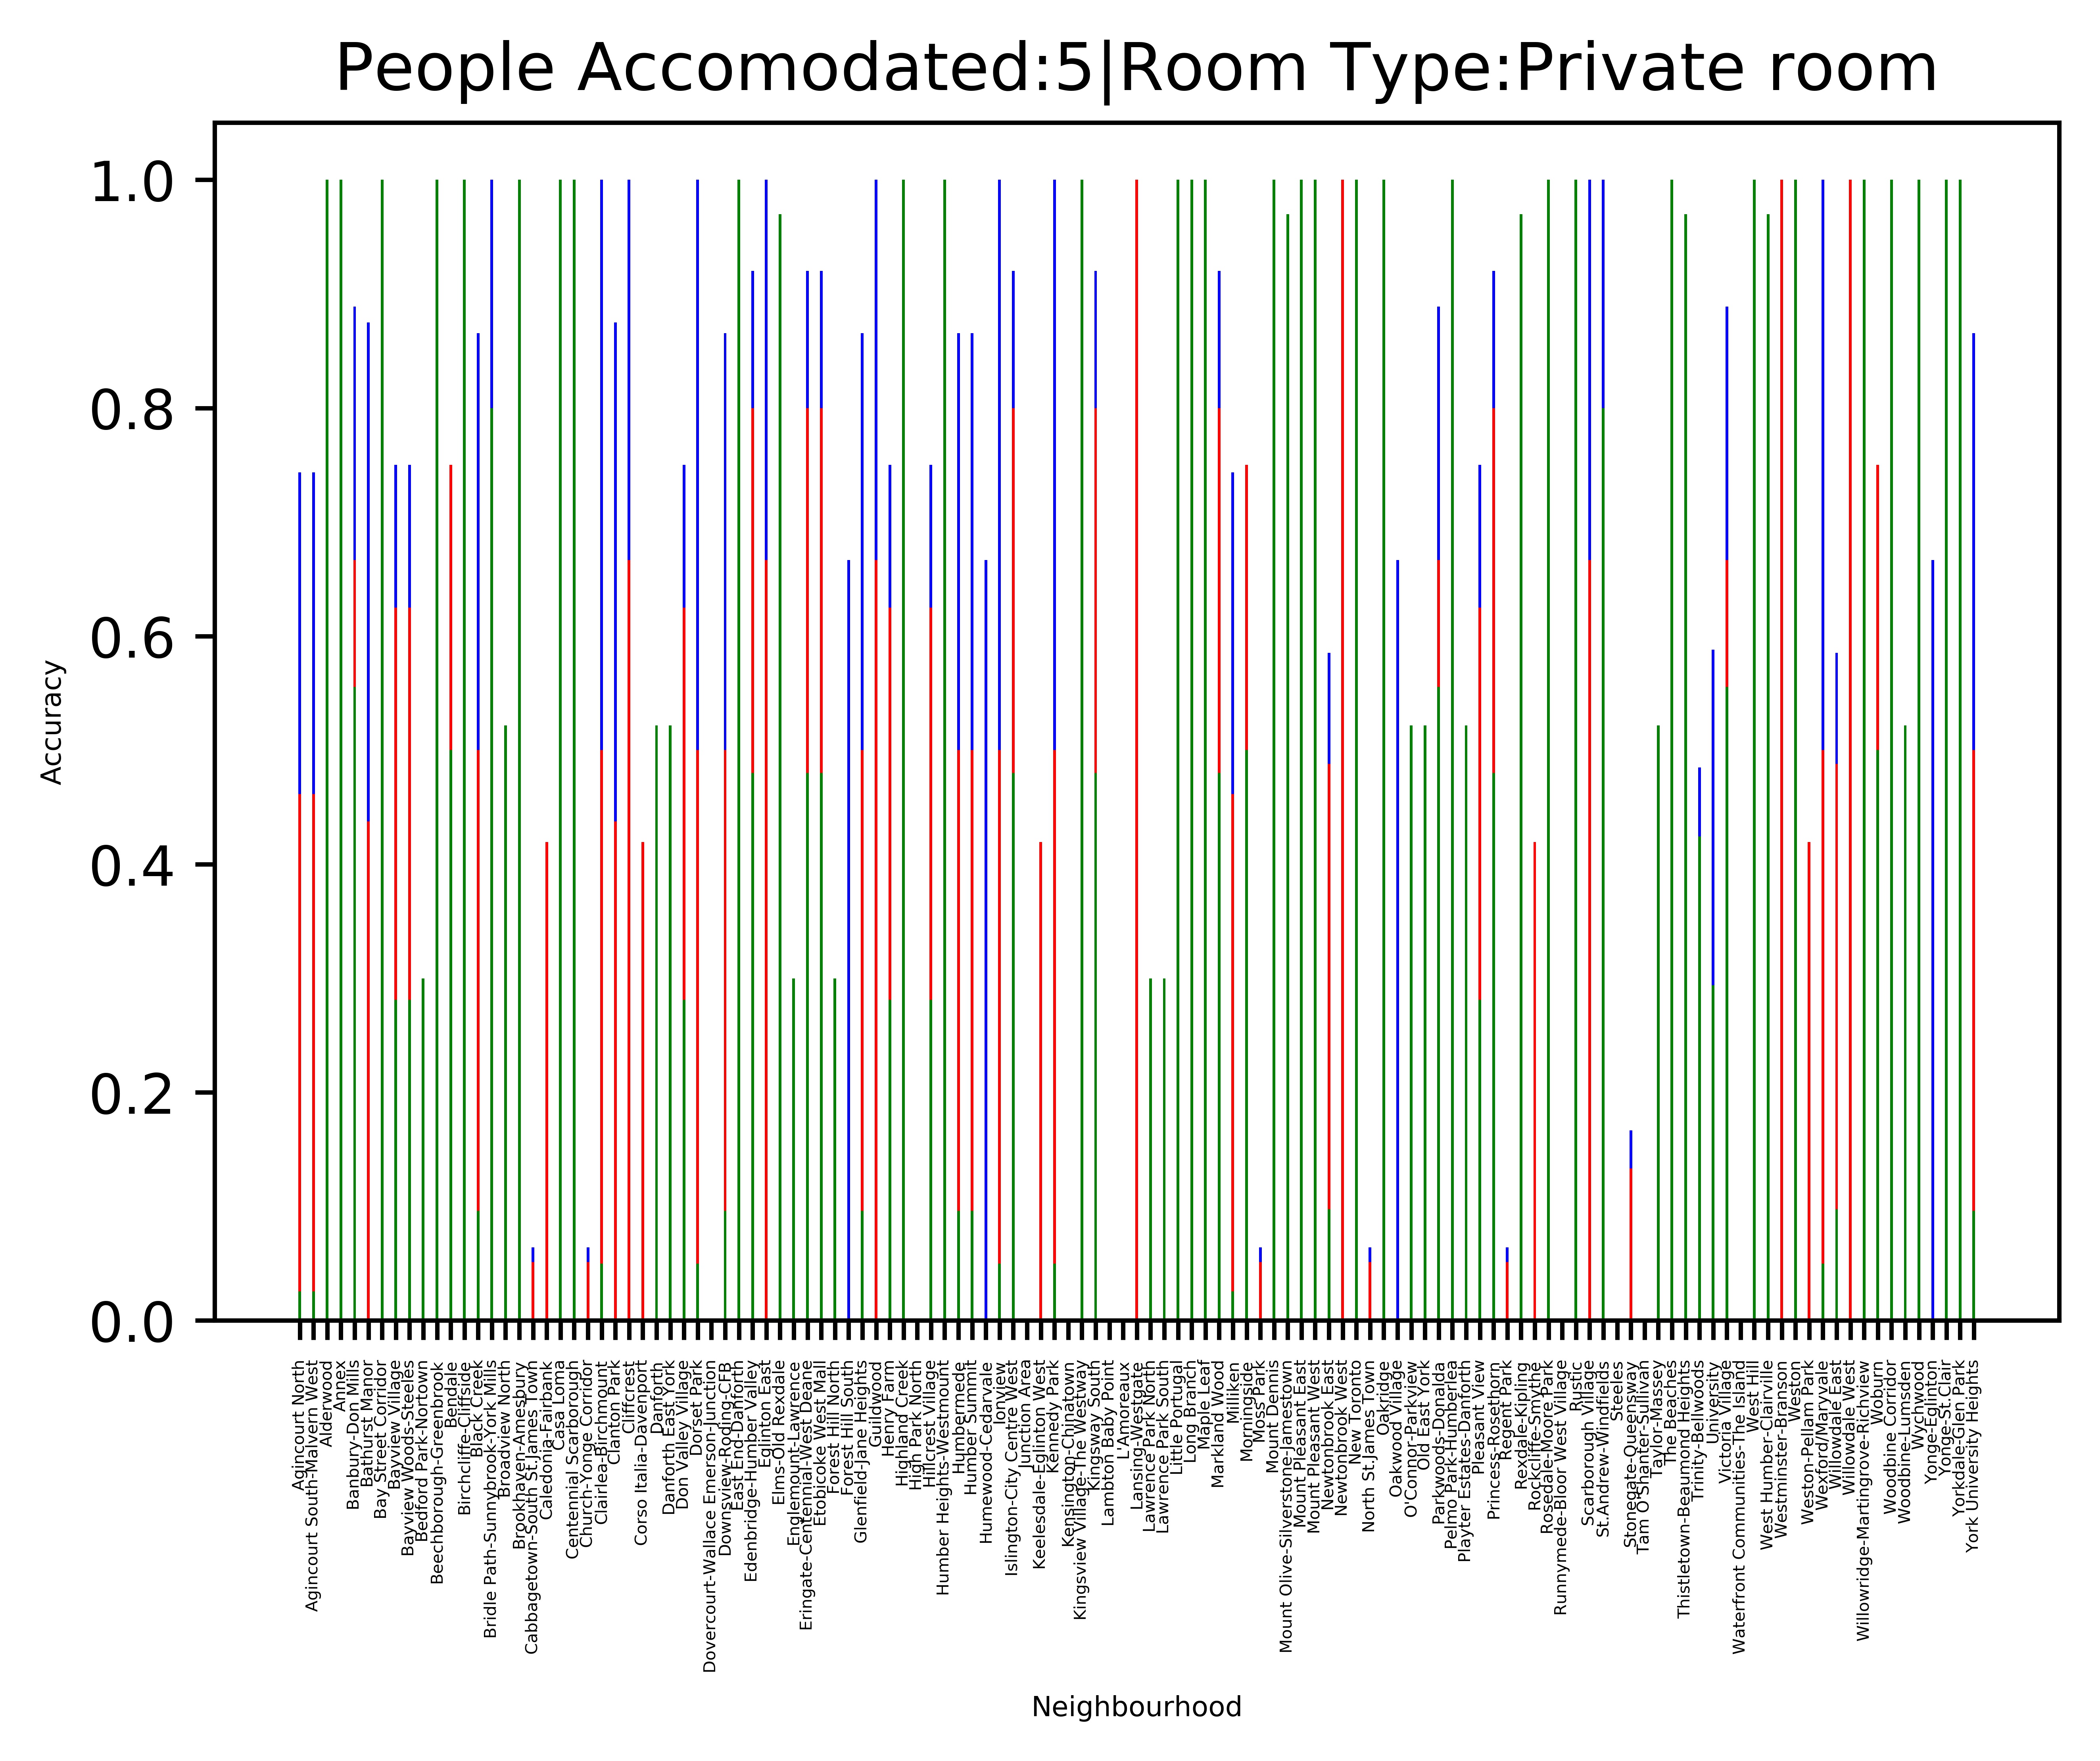 People Accomodated:5|Room Type:Private room
1.0
0.8
0.6
0.4
0.2
0.0
Accuracy
Agincourt North
Agincourt South-Malvern West
Alderwood
Annex
Banbury-Don Mills
Bathurst Manor
Bay Street Corridor
Bayview Village
Bayview Woods-Steeles
Bedford Park-Nortown
Beechborough-Greenbrook
Bendale
Birchcliffe-Cliffside
Black Creek
Bridle Path-Sunnybrook-York Mills
Broadview North
Brookhaven-Amesbury
Cabbagetown-South St.James Town
Caledonia-Fairbank
Casa Loma
Centennial Scarborough
Church-Yonge Corridor
Clairlea-Birchmount
Clanton Park
Cliffcrest
Corso Italia-Davenport
Danforth
Danforth East York
Don Valley Village
Dorset Park
Dovercourt-Wallace Emerson-Junction
Downsview-Roding-CFB
East End-Danforth
Edenbridge-Humber Valley
Eglinton East
Elms-Old Rexdale
Englemount-Lawrence
Eringate-Centennial-West Deane
Etobicoke West Mall
Forest Hill North
Forest Hill South
Glenfield-Jane Heights
Guildwood
Henry Farm
Highland Creek
High Park North
Hillcrest Village
Humber Heights-Westmount
Humbermede
Humber Summit
Humewood-Cedarvale
Ionview
Islington-City Centre West
Junction Area
Keelesdale-Eglinton West
Kennedy Park
Kensington-Chinatown
Kingsview Village-The Westway
Kingsway South
Lambton Baby Point
L'Amoreaux
Lansing-Westgate
Lawrence Park North
Lawrence Park South
Little Portugal
Long Branch
Maple Leaf
Markland Wood
Milliken
Morningside
Moss Park
Mount Dennis
Mount Olive-Silverstone-Jamestown
Mount Pleasant East
Mount Pleasant West
Newtonbrook East
Newtonbrook West
New Toronto
North St.James Town
Oakridge
Oakwood Village
O'Connor-Parkview
Old East York
Parkwoods-Donalda
Pelmo Park-Humberlea
Playter Estates-Danforth
Pleasant View
Princess-Rosethorn
Regent Park
Rexdale-Kipling
Rockcliffe-Smythe
Rosedale-Moore Park
Runnymede-Bloor West Village
Rustic
Scarborough Village
St.Andrew-Windfields
Steeles
Stonegate-Queensway
Tam O'Shanter-Sullivan
Taylor-Massey
The Beaches
Thistletown-Beaumond Heights
Trinity-Bellwoods
University
Victoria Village
Waterfront Communities-The Island
West Hill
West Humber-Clairville
Westminster-Branson
Weston
Weston-Pellam Park
Wexford/Maryvale
Willowdale East
Willowdale West
Willowridge-Martingrove-Richview
Woburn
Woodbine Corridor
Woodbine-Lumsden
Wychwood
Yonge-Eglinton
Yonge-St.Clair
Yorkdale-Glen Park
York University Heights
Neighbourhood